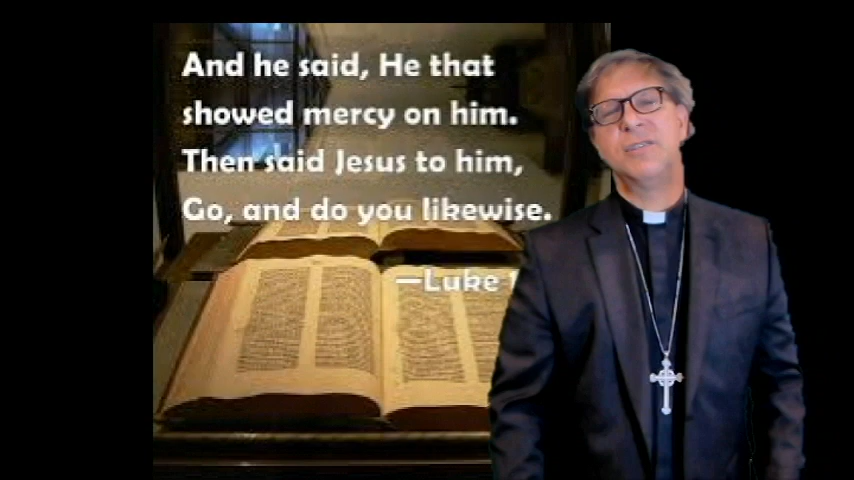 And he said, He that
showed mercy on him.
Then said Jesus to him,
Go, and do you likewise.
—Luke